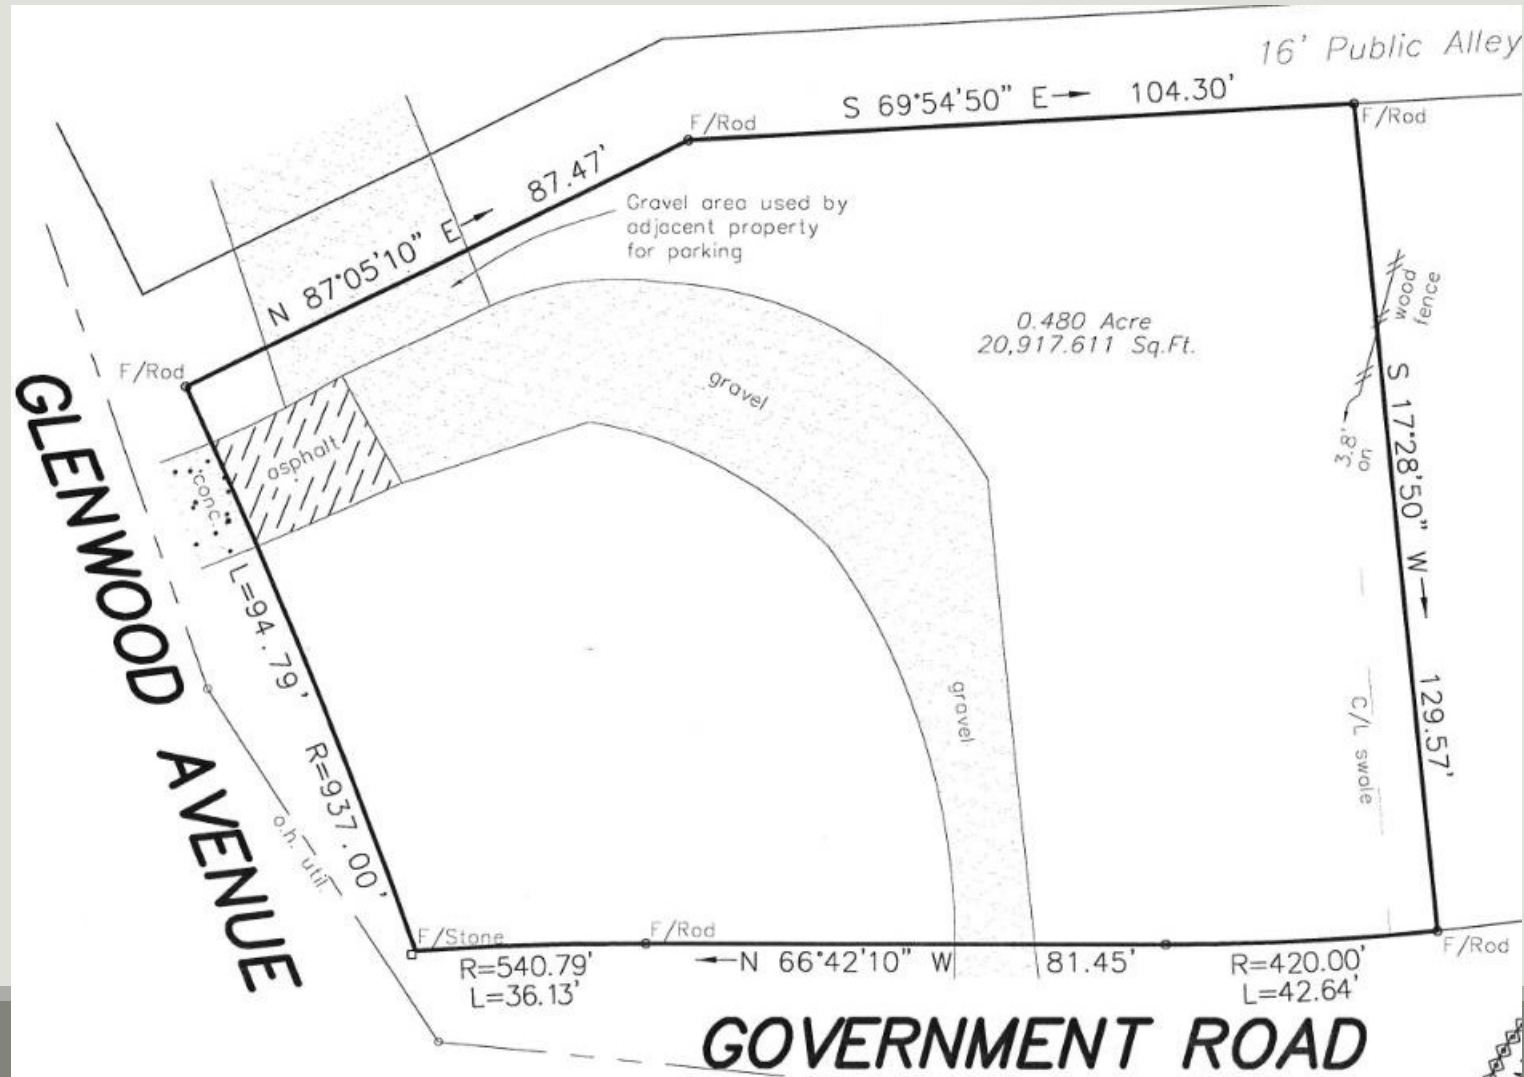 16' Public Alley
S 69°54'50" E 104.30'
F/Rod
F/Rod
N 87°05'10" E 87.47'
Gravel area used by
adjacent property
for parking
0.480 Acre
20,917.611 Sq.Ft.
wood
fence
F/Rod
gravel
S 17°28'50" W 129.57'
3.8'
on
asphalt
conc.
GLENWOOD AVENUE
L=94.79'
R=937.00'
gravel
C/L swale
o.h. util.
F/Stone
F/Rod
F/Rod
R=540.79'
L=36.13'
N 66°42'10" W 81.45'
R=420.00'
L=42.64'
GOVERNMENT ROAD